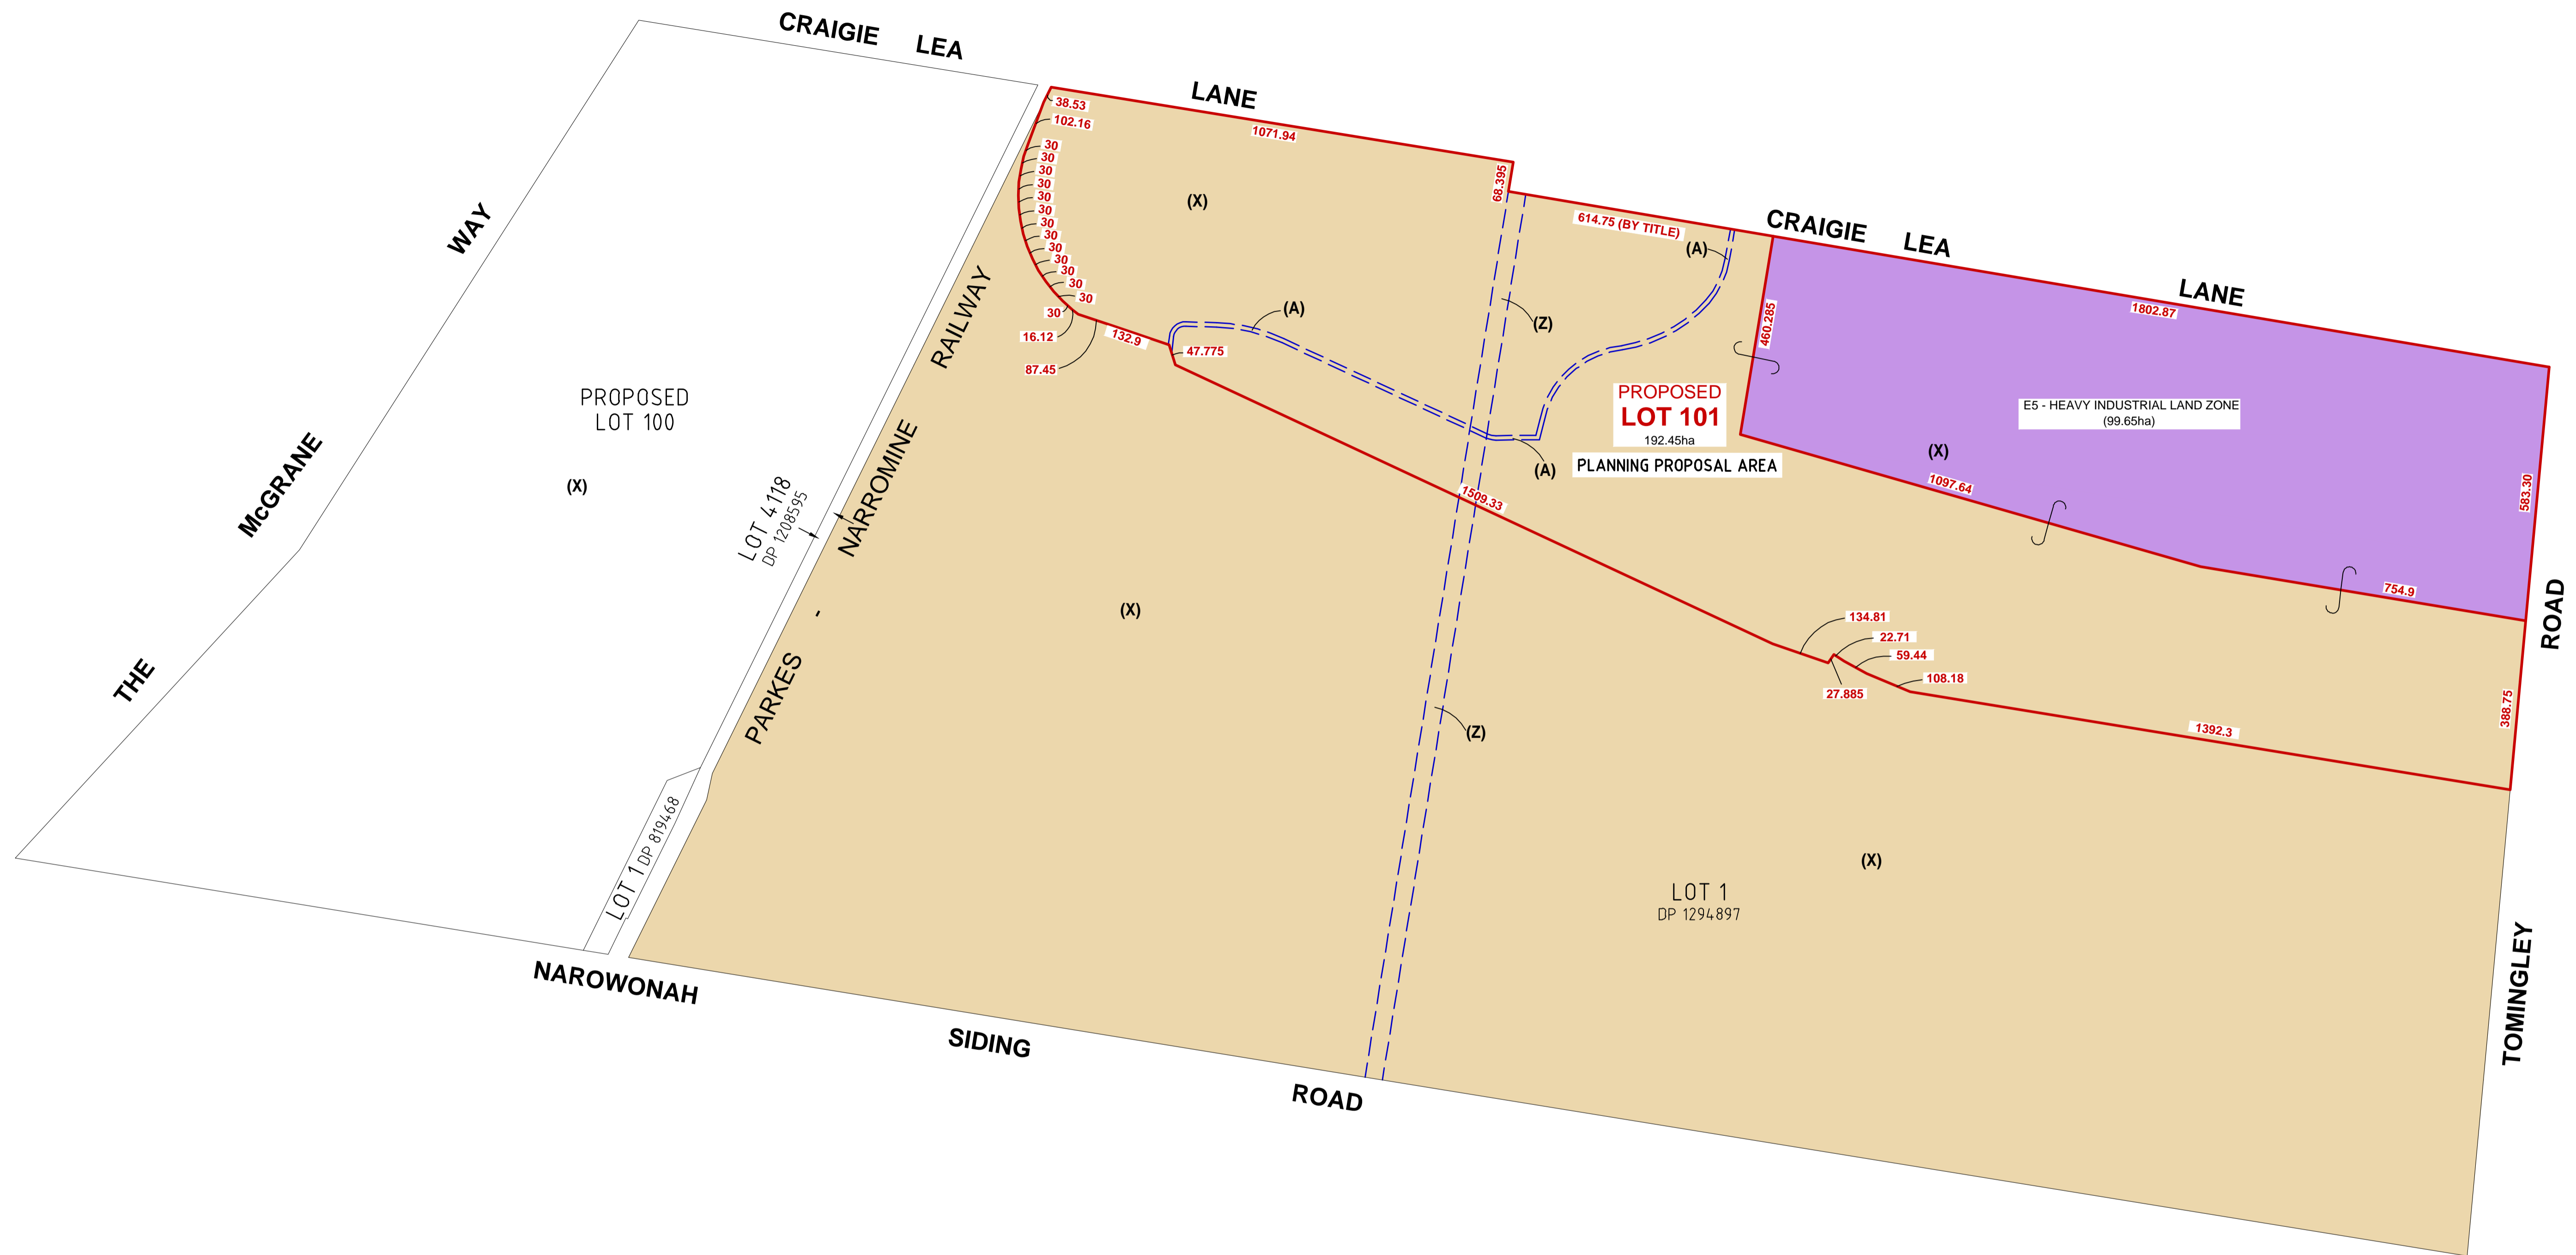 CRAIGIE LEA LANE
38.53
102.16
1071.94
30
30
30
30
30
30
30
30
30
30
30
30
30
30
16.12
87.45
132.9
47.775
68.395
614.75 (BY TITLE)
CRAIGIE LEA LANE
1802.87
460.285
583.30
1097.64
754.9
388.75
1509.33
134.81
22.71
59.44
27.885
108.18
1392.3
(X)
(A)
(A)
(A)
(Z)
(Z)
PROPOSED
LOT 101
192.45ha
PLANNING PROPOSAL AREA
E5 - HEAVY INDUSTRIAL LAND ZONE
(99.65ha)
(X)
THE McGRANE WAY
PROPOSED
LOT 100
(X)
LOT 4118
DP 1208595
PARKES - NARROMINE RAILWAY
(X)
LOT 1 DP 819468
LOT 1
DP 1294897
(X)
NAROWONAH SIDING ROAD
TOMINGLEY ROAD